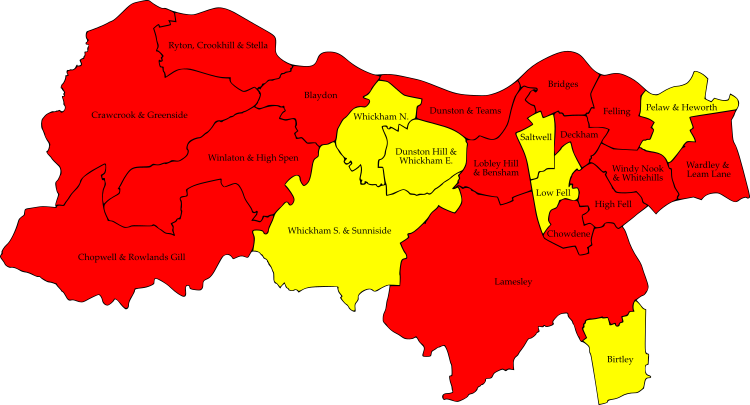 Ryton, Crookhill & Stella
Crawcrook & Greenside
Blaydon
Winlaton & High Spen
Chopwell & Rowlands Gill
Whickham N.
Dunston Hill &
Whickham E.
Whickham S. & Sunniside
Dunston & Teams
Lobley Hill
& Bensham
Bridges
Saltwell
Deckham
Felling
Pelaw & Heworth
Windy Nook
& Whitehills
Wardley &
Leam Lane
Low Fell
High Fell
Chowdene
Lamesley
Birtley